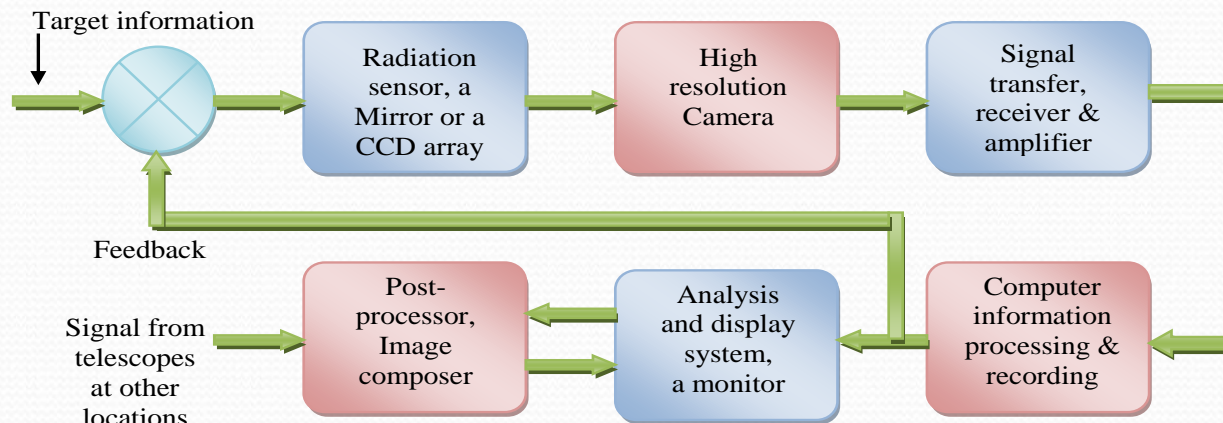 Target information
Radiation
sensor, a
Mirror or a
CCD array
High
resolution
Camera
Signal
transfer,
receiver &
amplifier
Feedback
Signal from
telescopes
at other
locations
Post-
processor,
Image
composer
Analysis
and display
system,
a monitor
Computer
information
processing &
recording